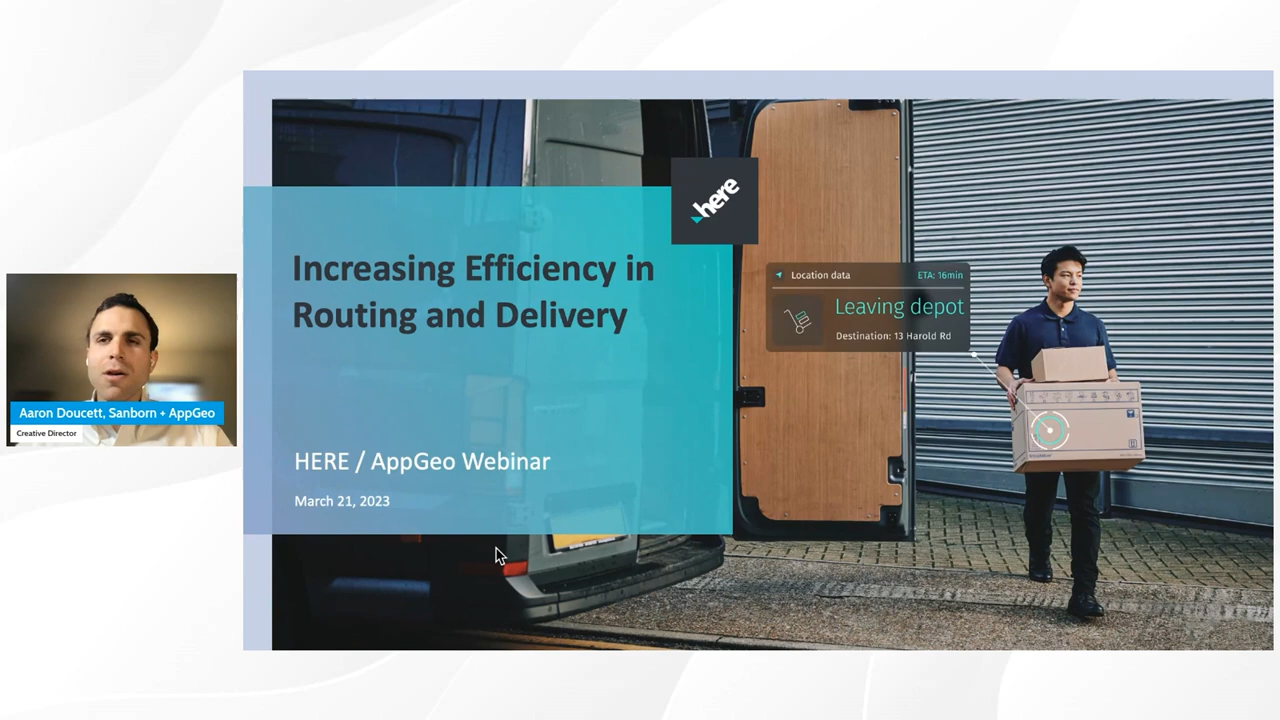 Aaron Doucett, Sanborn + AppGeo
Creative Director
here
Increasing Efficiency in
Routing and Delivery
HERE / AppGeo Webinar
March 21, 2023
Location data
ETA: 16min
Leaving depot
Destination: 13 Harold Rd